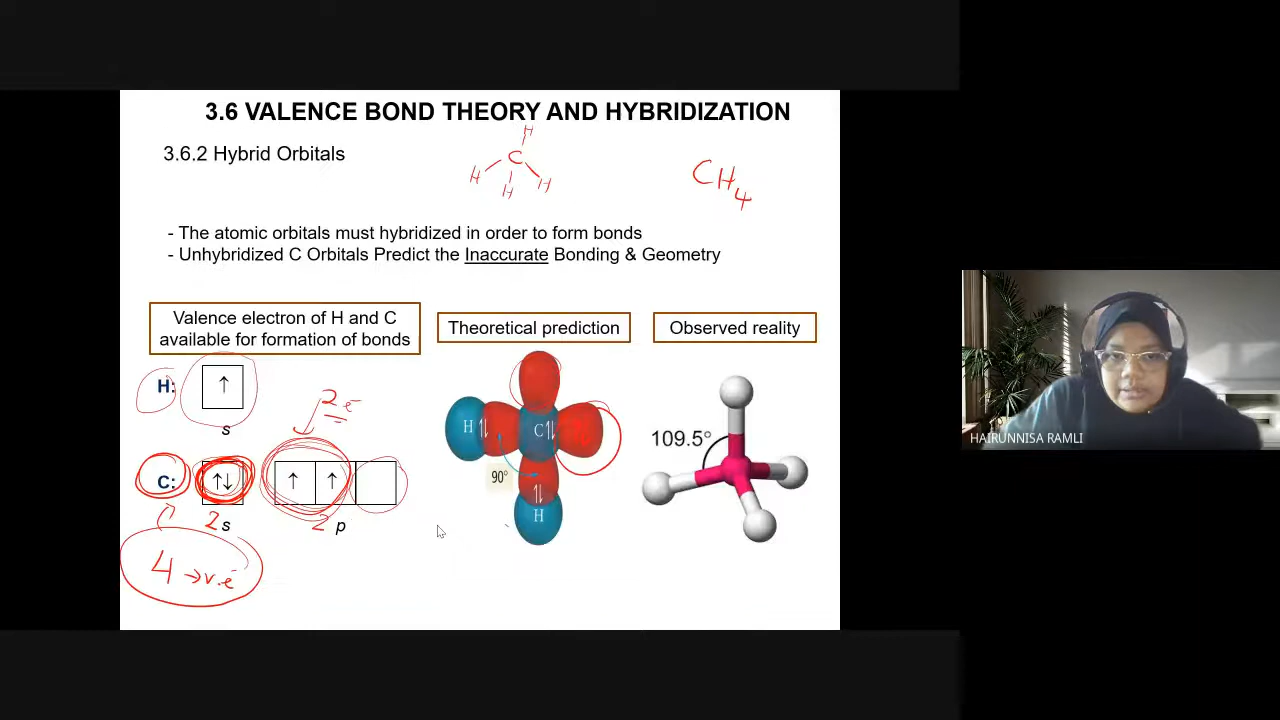 3.6 VALENCE BOND THEORY AND HYBRIDIZATION
3.6.2 Hybrid Orbitals
H
C
H
H
H
CH4
- The atomic orbitals must hybridized in order to form bonds
- Unhybridized C Orbitals Predict the Inaccurate Bonding & Geometry
Valence electron of H and C
available for formation of bonds
Theoretical prediction
Observed reality
H: ↑
s
2e
C: ↑↓ ↑ ↑
2s
2p
4 → v.e
H ↑↓ C ↑↓
90°
↑↓
H
109.5°
HAIRUNNISA RAMLI